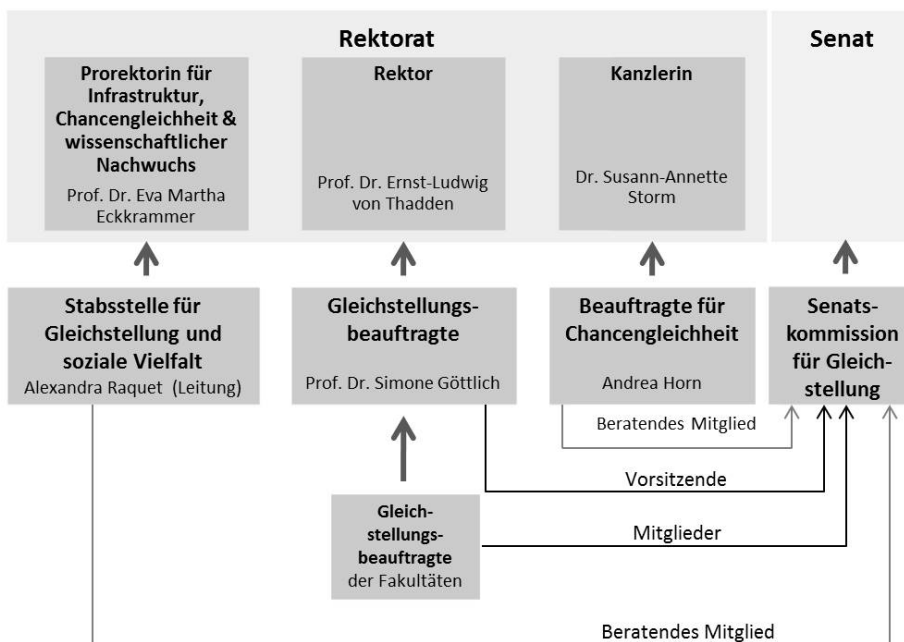 Rektorat
Senat
Prorektorin für
Infrastruktur,
Chancengleichheit &
wissenschaftlicher
Nachwuchs
Prof. Dr. Eva Martha
Eckkrammer
Rektor
Prof. Dr. Ernst-Ludwig
von Thadden
Kanzlerin
Dr. Susann-Annette
Storm
Stabsstelle für
Gleichstellung und
soziale Vielfalt
Alexandra Raquet (Leitung)
Gleichstellungs-
beauftragte
Prof. Dr. Simone Göttlich
Beauftragte für
Chancengleichheit
Andrea Horn
Senats-
kommission
für Gleich-
stellung
Beratendes Mitglied
Vorsitzende
Gleich-
stellungs-
beauftragte
der Fakultäten
Mitglieder
Beratendes Mitglied